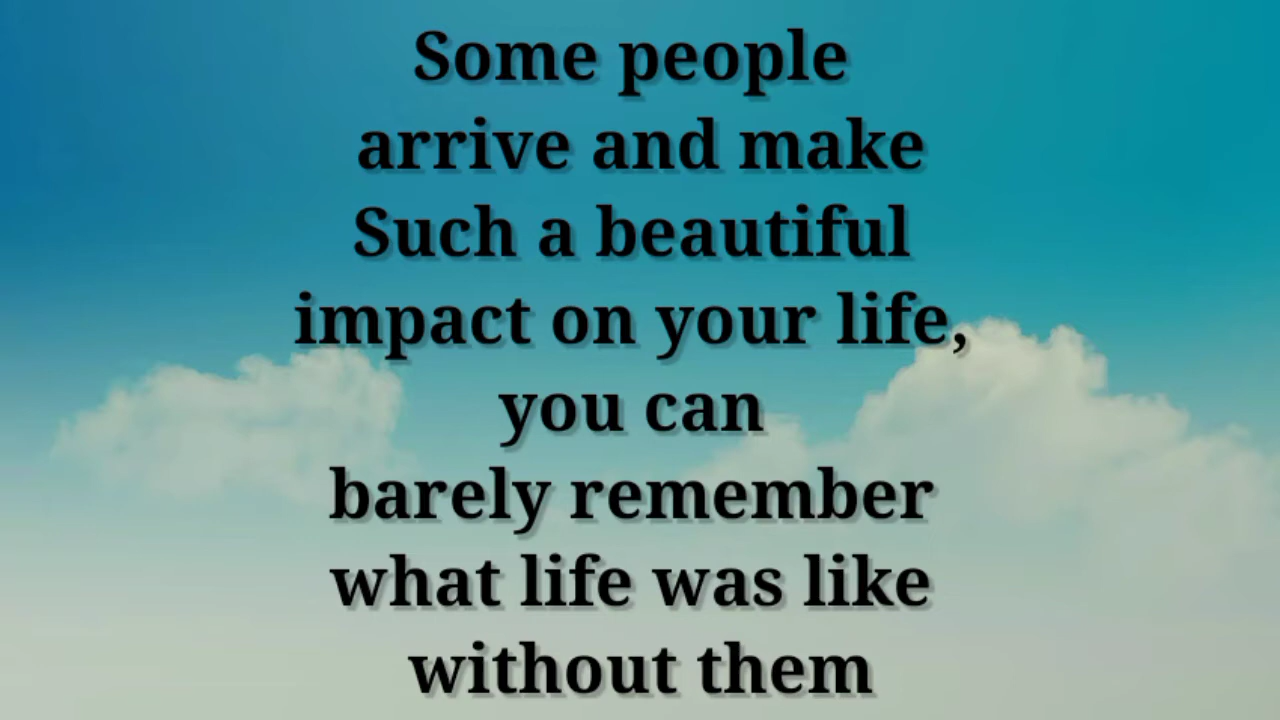 Some people
arrive and make
Such a beautiful
impact on your life,
you can
barely remember
what life was like
without them